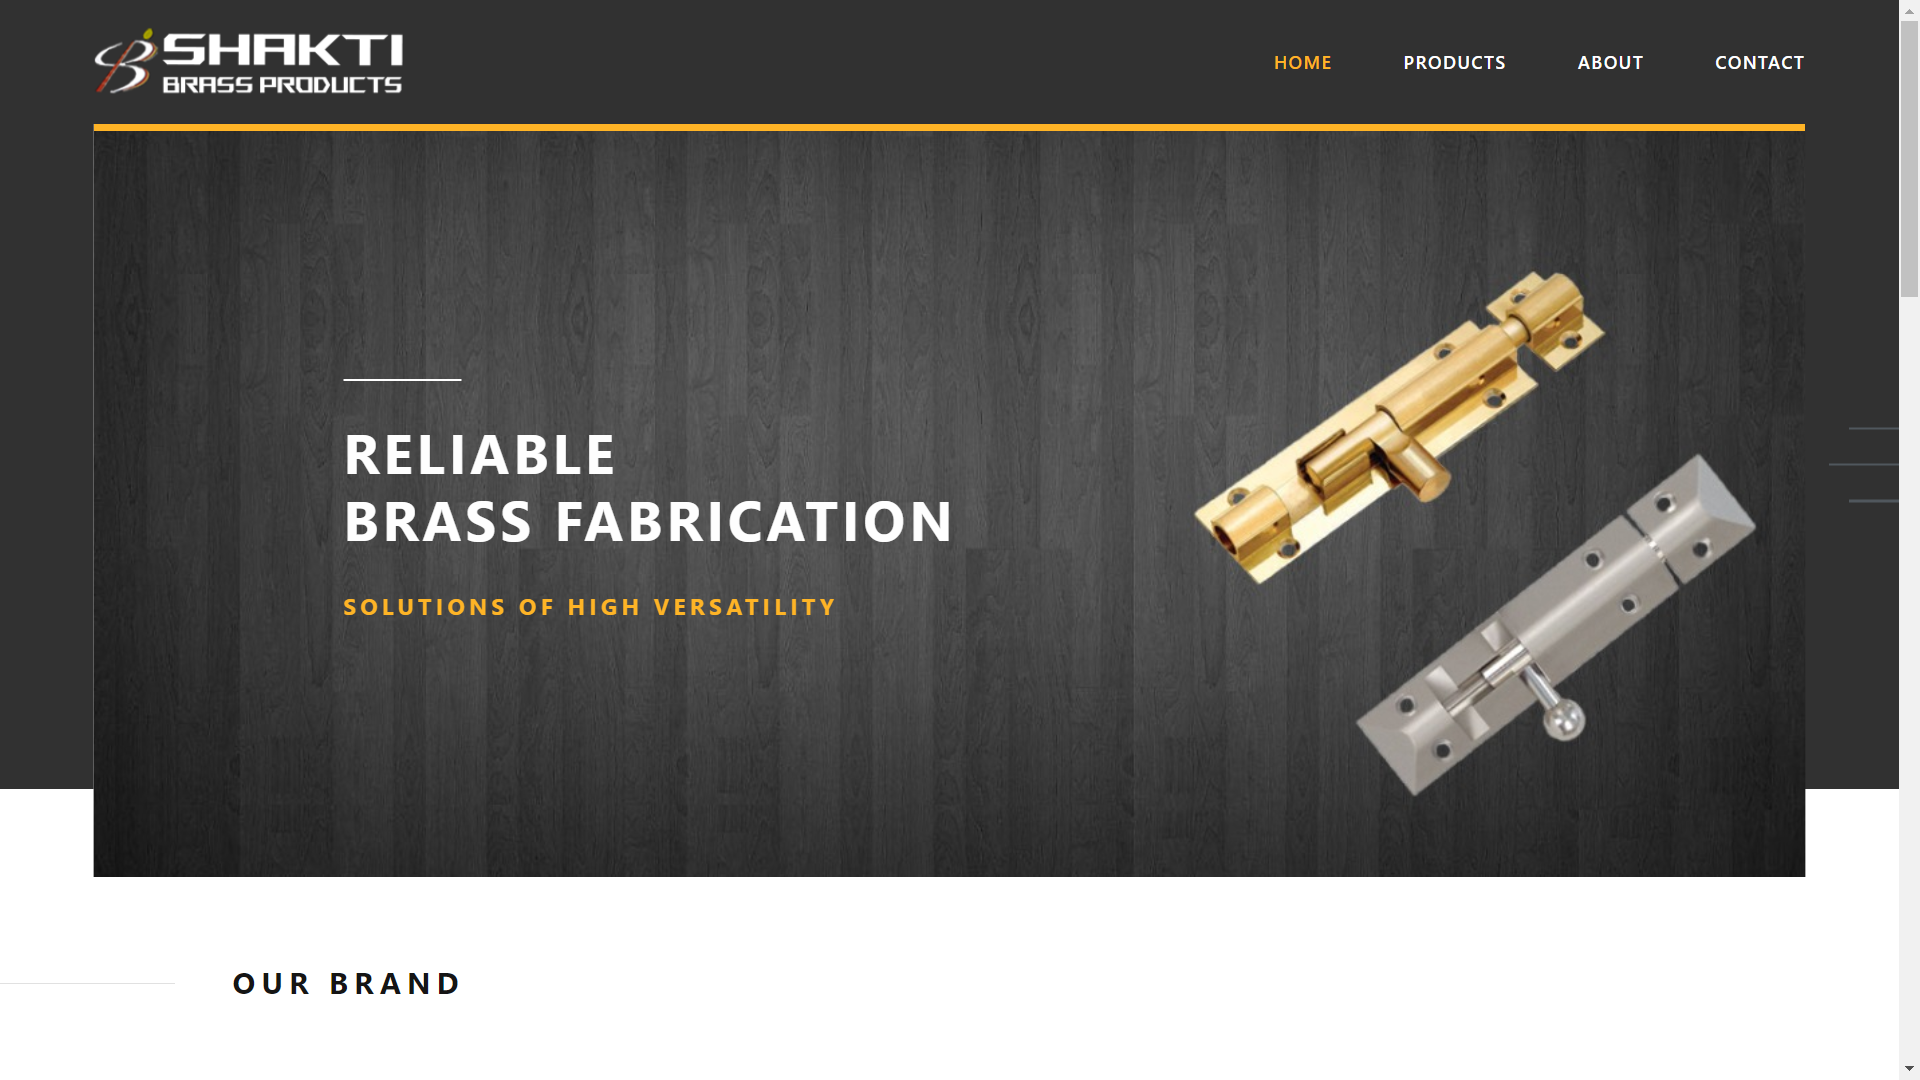 SHAKTI
BRASS PRODUCTS
HOME
PRODUCTS
ABOUT
CONTACT
RELIABLE
BRASS FABRICATION
SOLUTIONS OF HIGH VERSATILITY
OUR BRAND